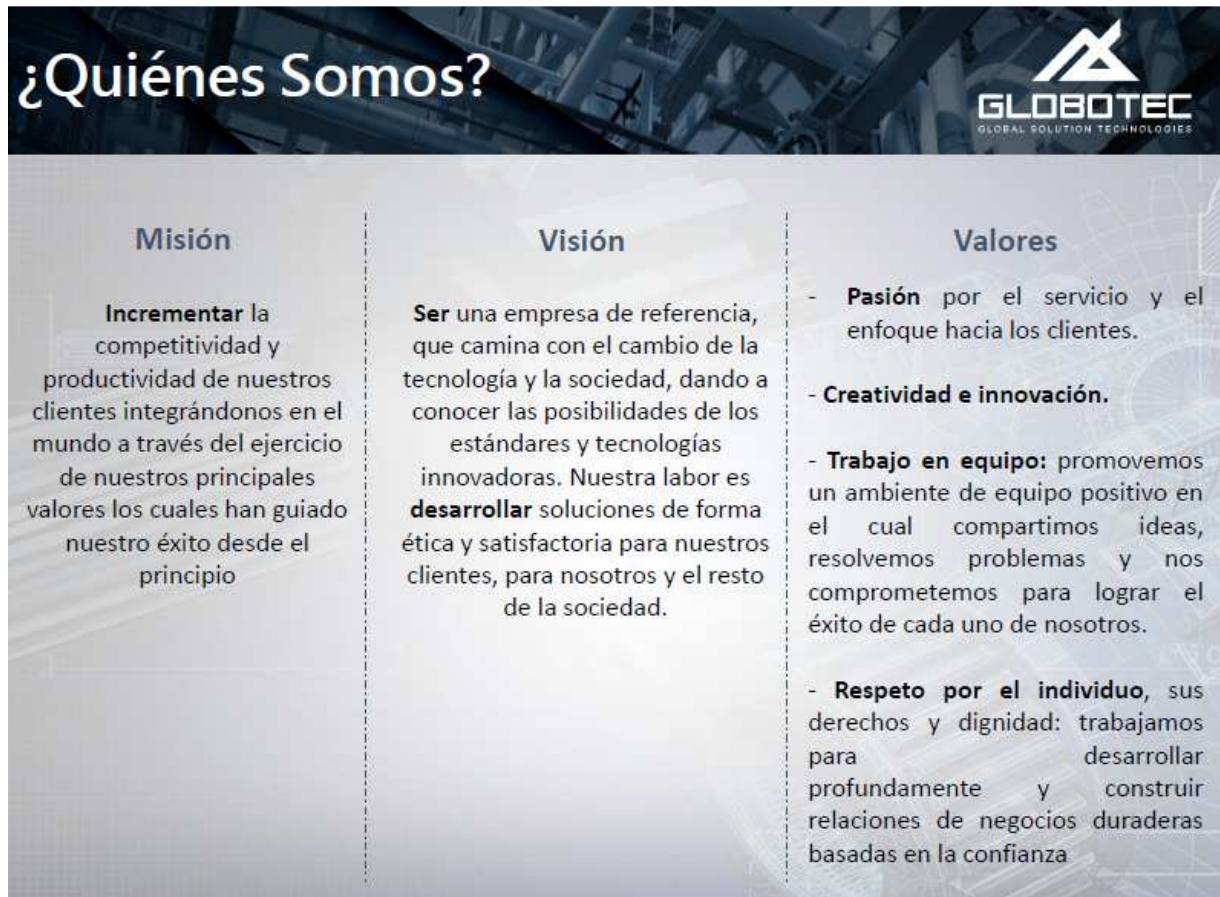 ¿Quiénes Somos?
GLOBOTEC
GLOBAL SOLUTION TECHNOLOGIES
Misión
Incrementar la
competitividad y
productividad de nuestros
clientes integrándonos en el
mundo a través del ejercicio
de nuestros principales
valores los cuales han guiado
nuestro éxito desde el
principio
Visión
Ser una empresa de referencia,
que camina con el cambio de la
tecnología y la sociedad, dando a
conocer las posibilidades de los
estándares y tecnologías
innovadoras. Nuestra labor es
desarrollar soluciones de forma
ética y satisfactoria para nuestros
clientes, para nosotros y el resto
de la sociedad.
Valores
- Pasión por el servicio y el
enfoque hacia los clientes.
- Creatividad e innovación.
- Trabajo en equipo: promovemos
un ambiente de equipo positivo en
el cual compartimos ideas,
resolvemos problemas y nos
comprometemos para lograr el
éxito de cada uno de nosotros.
- Respeto por el individuo, sus
derechos y dignidad: trabajamos
para desarrollar
profundamente y construir
relaciones de negocios duraderas
basadas en la confianza